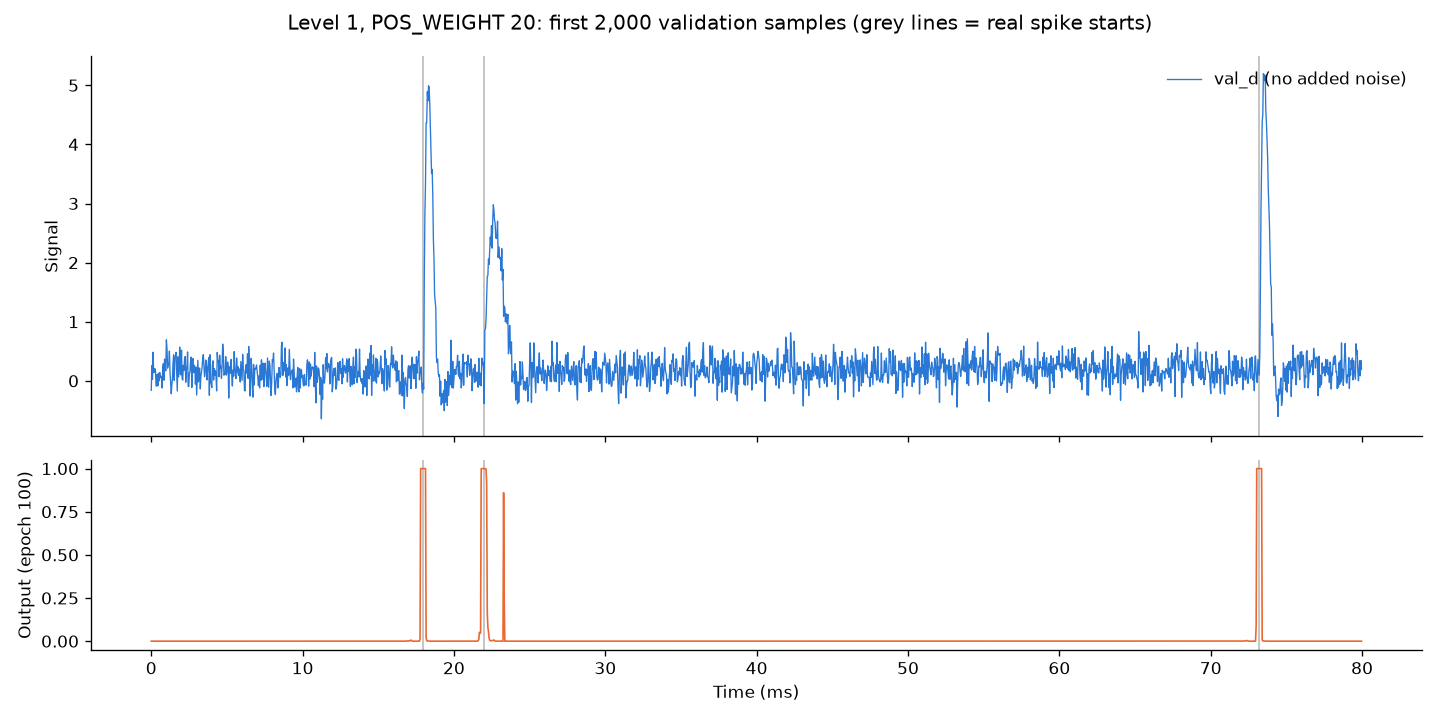 Level 1, POS_WEIGHT 20: first 2,000 validation samples (grey lines = real spike starts)
val_d (no added noise)
Signal
5
4
3
2
1
0
Output (epoch 100)
1.00
0.75
0.50
0.25
0.00
0 10 20 30 40 50 60 70 80
Time (ms)